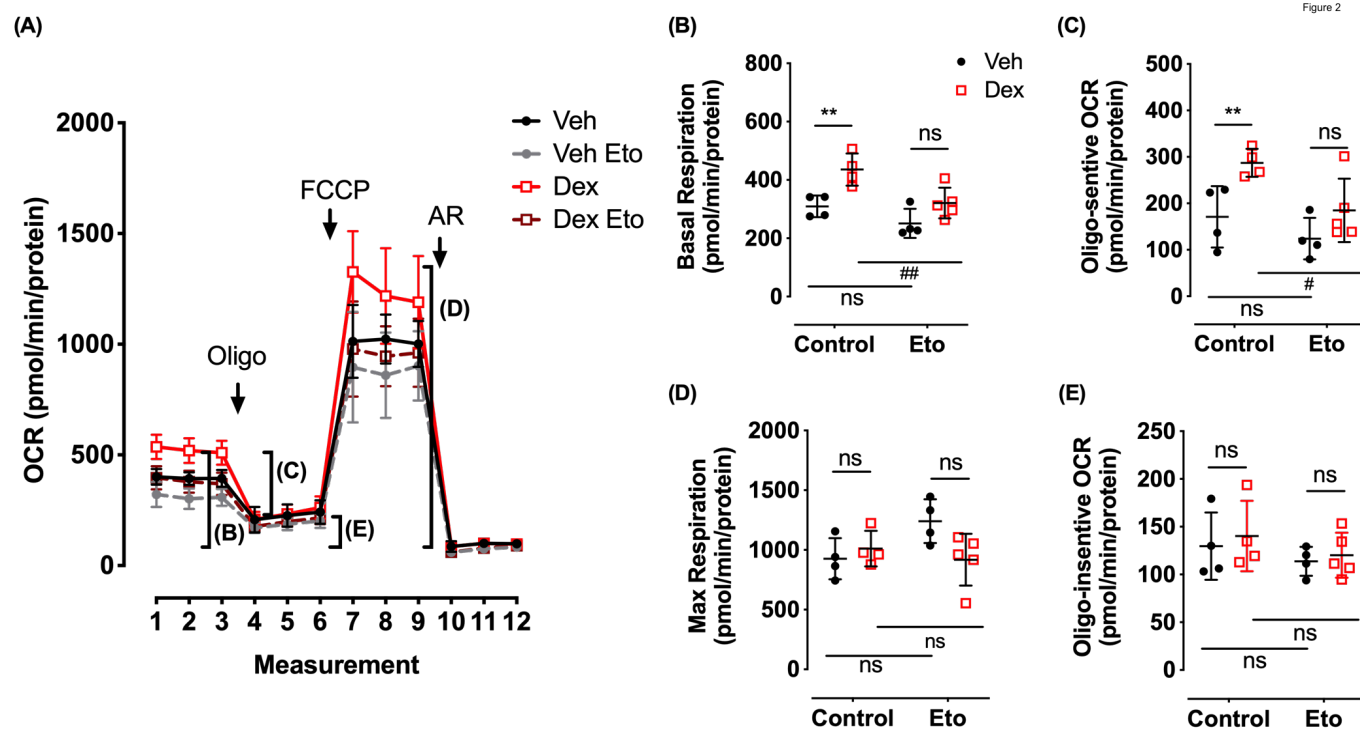 Figure 2
(A)
2000
1500
1000
500
0
OCR (pmol/min/protein)
Oligo
FCCP
AR
Veh
Veh Eto
Dex
Dex Eto
(B)
(C)
(E)
(D)
1 2 3 4 5 6 7 8 9 10 11 12
Measurement
(B)
800
600
400
200
0
Basal Respiration
(pmol/min/protein)
Veh
Dex
**
ns
##
ns
Control Eto
(C)
500
400
300
200
100
0
Oligo-sentive OCR
(pmol/min/protein)
**
ns
#
ns
Control Eto
(D)
2000
1500
1000
500
0
Max Respiration
(pmol/min/protein)
ns
ns
ns
ns
Control Eto
(E)
250
200
150
100
50
0
Oligo-insentive OCR
(pmol/min/protein)
ns
ns
ns
ns
Control Eto